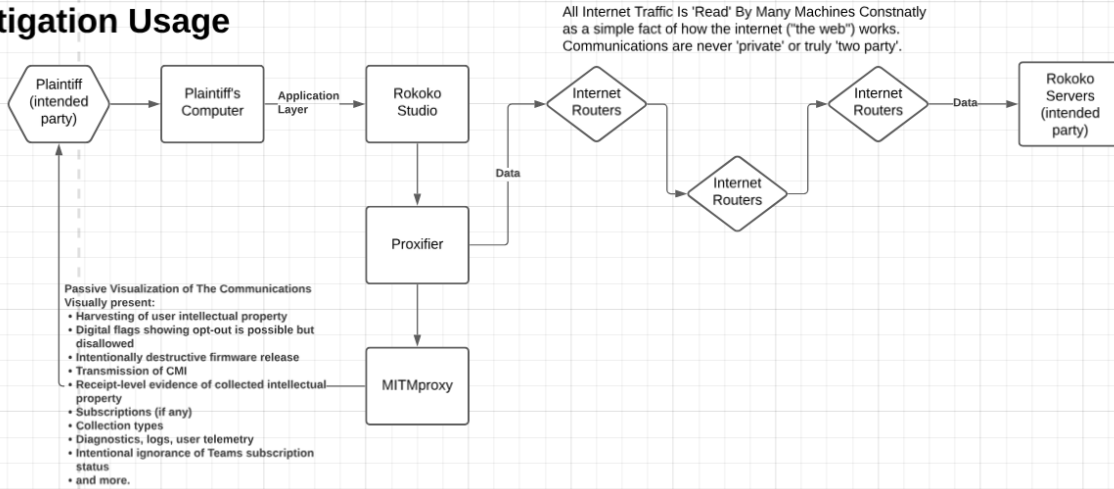 tigation Usage
All Internet Traffic Is 'Read' By Many Machines Constnatly
as a simple fact of how the internet ("the web") works.
Communications are never 'private' or truly 'two party'.
Plaintiff
(intended
party)
Plaintiff's
Computer
Application
Layer
Rokoko
Studio
Internet
Routers
Internet
Routers
Data
Rokoko
Servers
(intended
party)
Data
Internet
Routers
Proxifier
Passive Visualization of The Communications
Visually present:
• Harvesting of user intellectual property
• Digital flags showing opt-out is possible but
disallowed
• Intentionally destructive firmware release
• Transmission of CMI
• Receipt-level evidence of collected intellectual
property
• Subscriptions (if any)
• Collection types
• Diagnostics, logs, user telemetry
• Intentional ignorance of Teams subscription
status
• and more.
MITMproxy